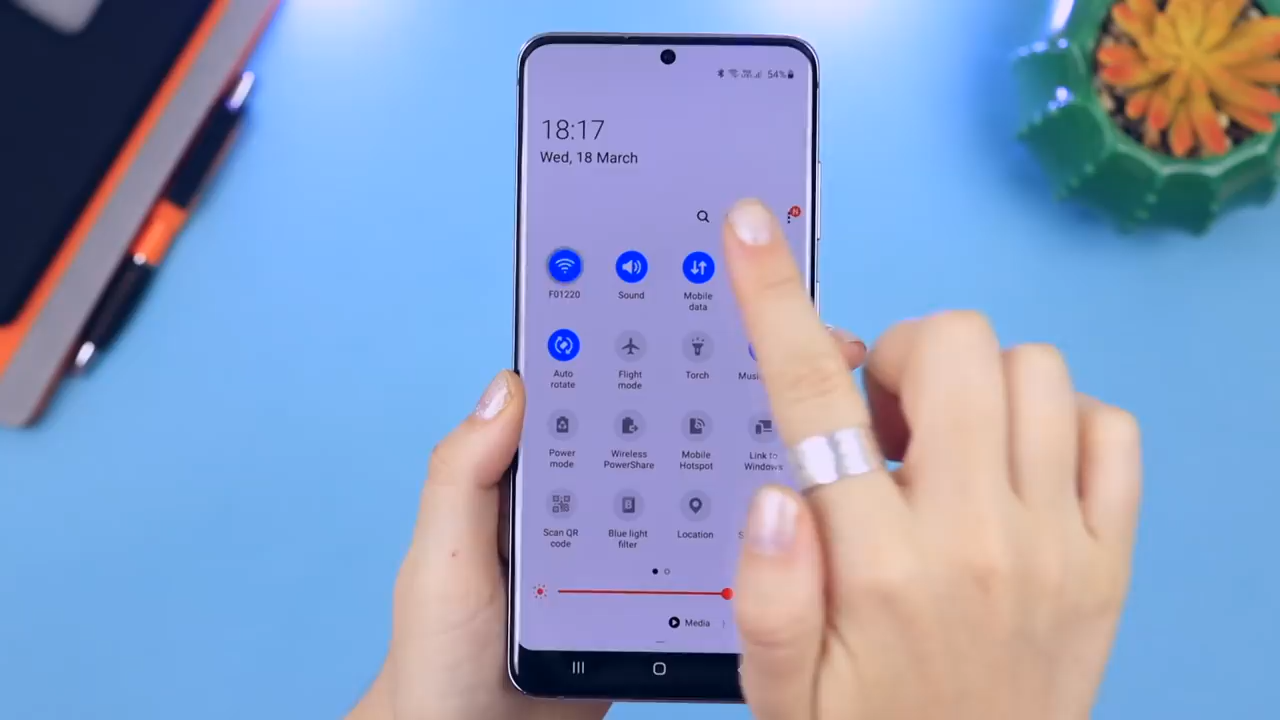 54%
18:17
Wed, 18 March
N
F01220
Sound
Mobile
data
Auto
rotate
Flight
mode
Torch
Power
mode
Wireless
PowerShare
Mobile
Hotspot
Link to
Windows
Scan QR
code
Blue light
filter
Location
Media